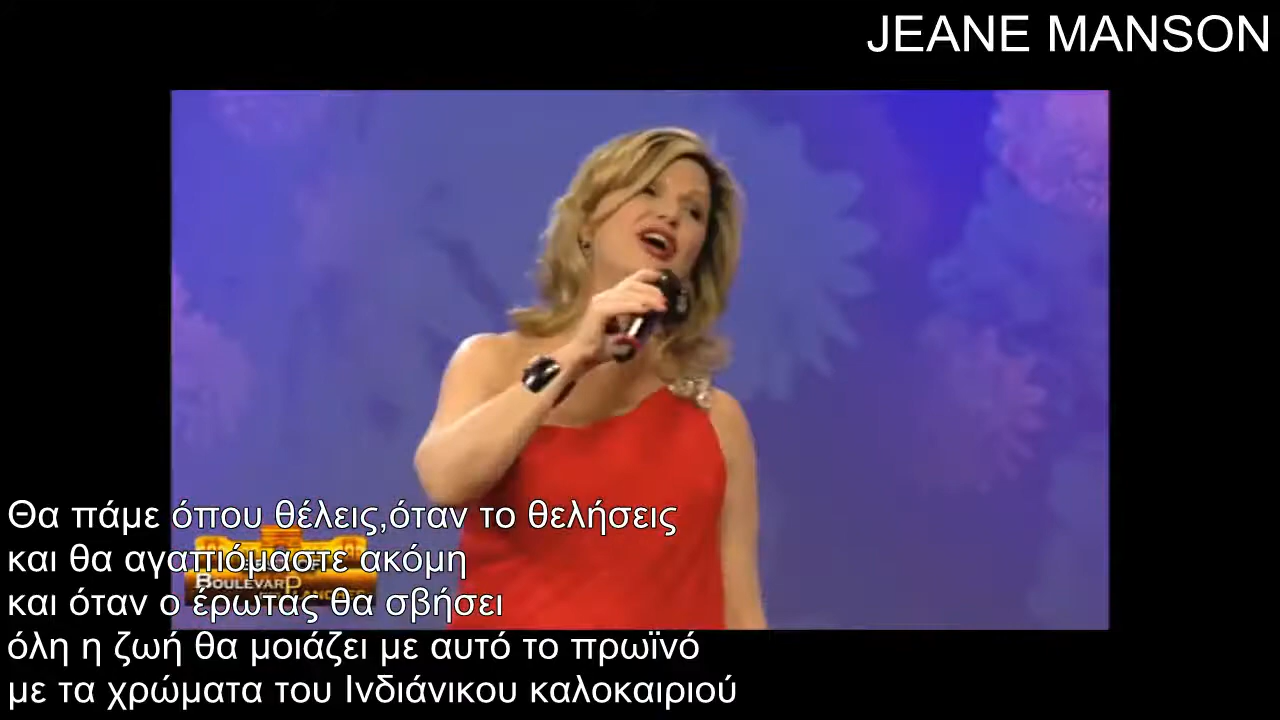 JEANE MANSON
Θα πάμε όπου θέλεις,όταν το θελήσεις
και θα αγαπιόμαστε ακόμη
BOULEVARD
και όταν ο έρωτας θα σβήσει
όλη η ζωή θα μοιάζει με αυτό το πρωϊνό
με τα χρώματα του Ινδιάνικου καλοκαιριού